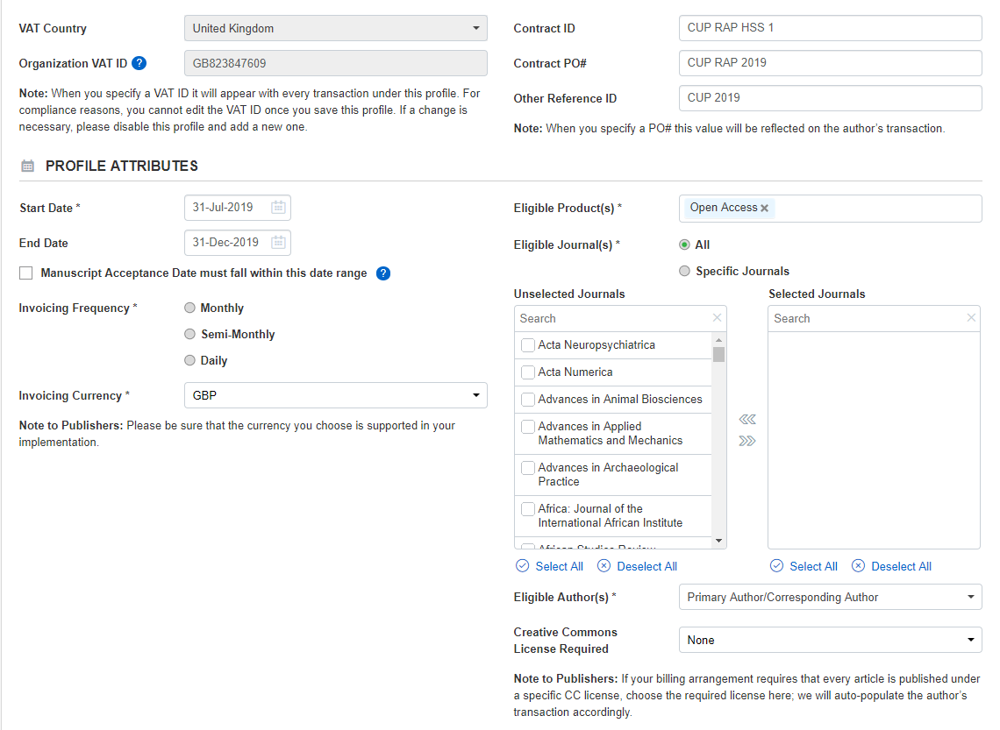 VAT Country
United Kingdom
Organization VAT ID ?
GB823847609
Note: When you specify a VAT ID it will appear with every transaction under this profile. For
compliance reasons, you cannot edit the VAT ID once you save this profile. If a change is
necessary, please disable this profile and add a new one.
Contract ID
CUP RAP HSS 1
Contract PO#
CUP RAP 2019
Other Reference ID
CUP 2019
Note: When you specify a PO# this value will be reflected on the author's transaction.
PROFILE ATTRIBUTES
Start Date *
31-Jul-2019
End Date
31-Dec-2019
Manuscript Acceptance Date must fall within this date range ?
Invoicing Frequency *
Monthly
Semi-Monthly
Daily
Invoicing Currency *
GBP
Note to Publishers: Please be sure that the currency you choose is supported in your
implementation.
Eligible Product(s) *
Open Access
Eligible Journal(s) *
All
Specific Journals
Unselected Journals
Search
Acta Neuropsychiatrica
Acta Numerica
Advances in Animal Biosciences
Advances in Applied
Mathematics and Mechanics
Advances in Archaeological
Practice
Africa: Journal of the
International African Institute
African Studies Review
Select All
Deselect All
Selected Journals
Search
Select All
Deselect All
Eligible Author(s) *
Primary Author/Corresponding Author
Creative Commons
License Required
None
Note to Publishers: If your billing arrangement requires that every article is published under
a specific CC license, choose the required license here; we will auto-populate the author's
transaction accordingly.